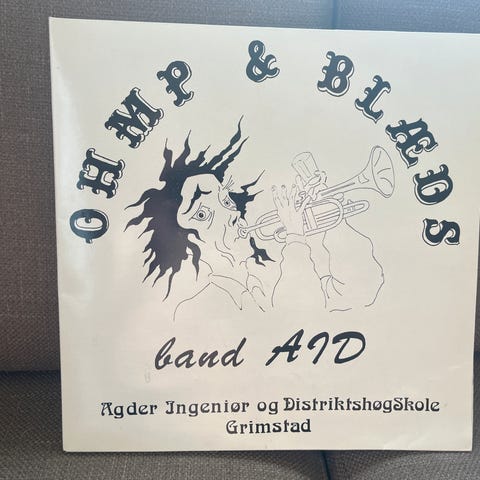 OHMP & BLÆDS
band AID
Agder Ingeniør og DistriktshøgSkole
Grimstad